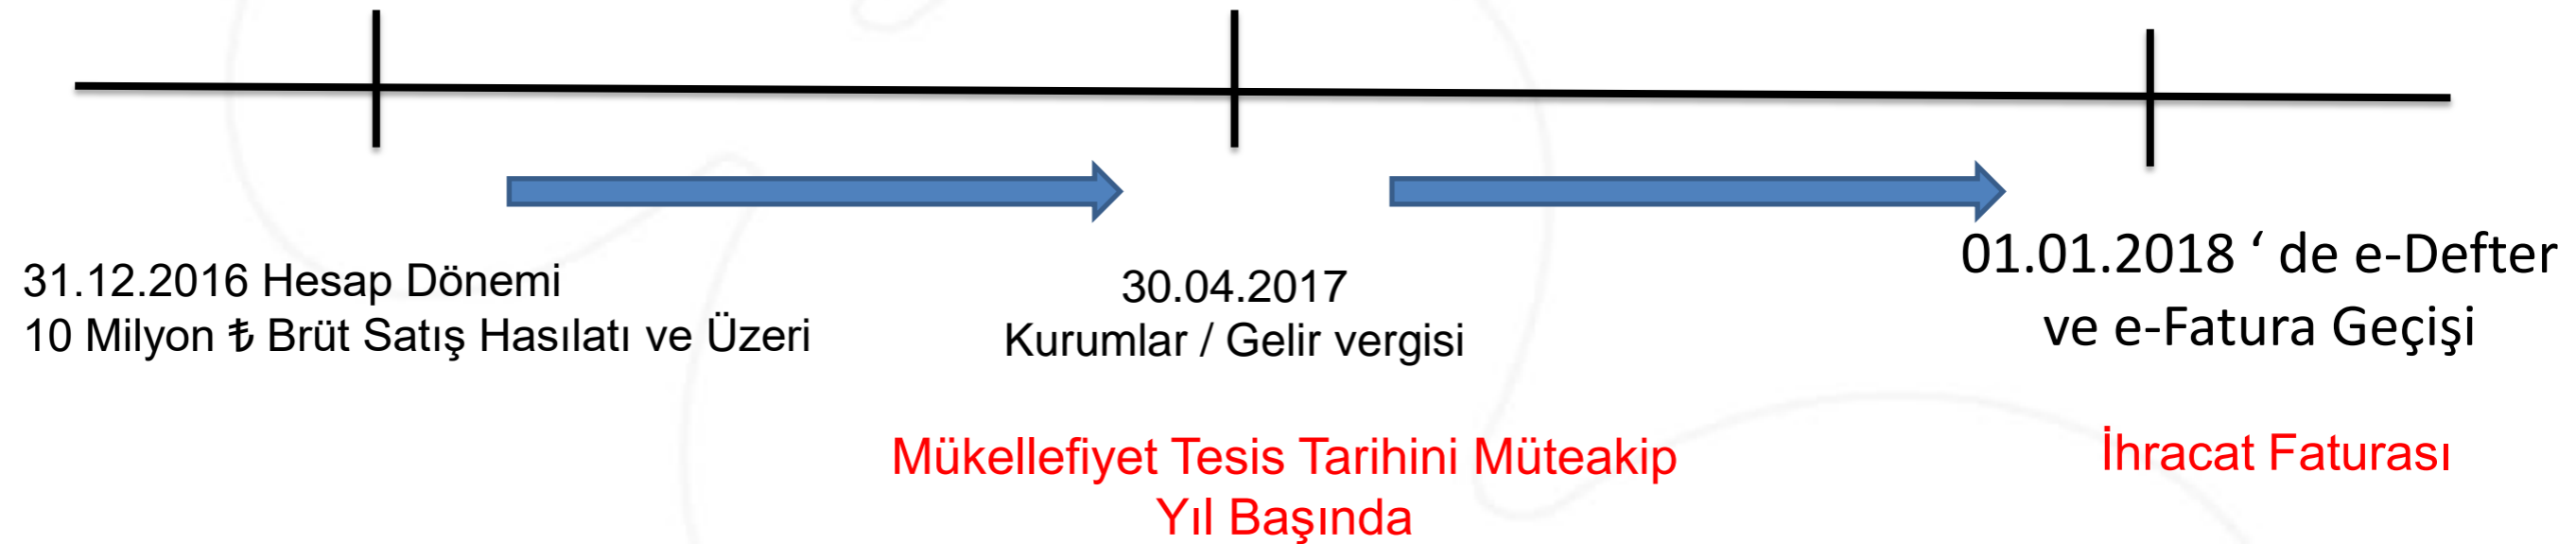 31.12.2016 Hesap Dönemi
10 Milyon ₺ Brüt Satış Hasılatı ve Üzeri
30.04.2017
Kurumlar / Gelir vergisi
Mükellefiyet Tesis Tarihini Müteakip
Yıl Başında
01.01.2018 ‘ de e-Defter
ve e-Fatura Geçişi
İhracat Faturası